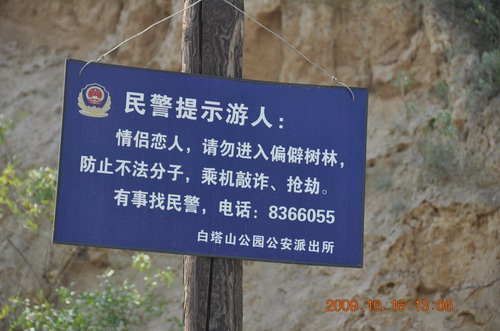 民警提示游人：
情侣恋人，请勿进入偏僻树林，
防止不法分子，乘机敲诈、抢劫。
有事找民警，电话：8366055
白塔山公园公安派出所
2009.10.16 13:00